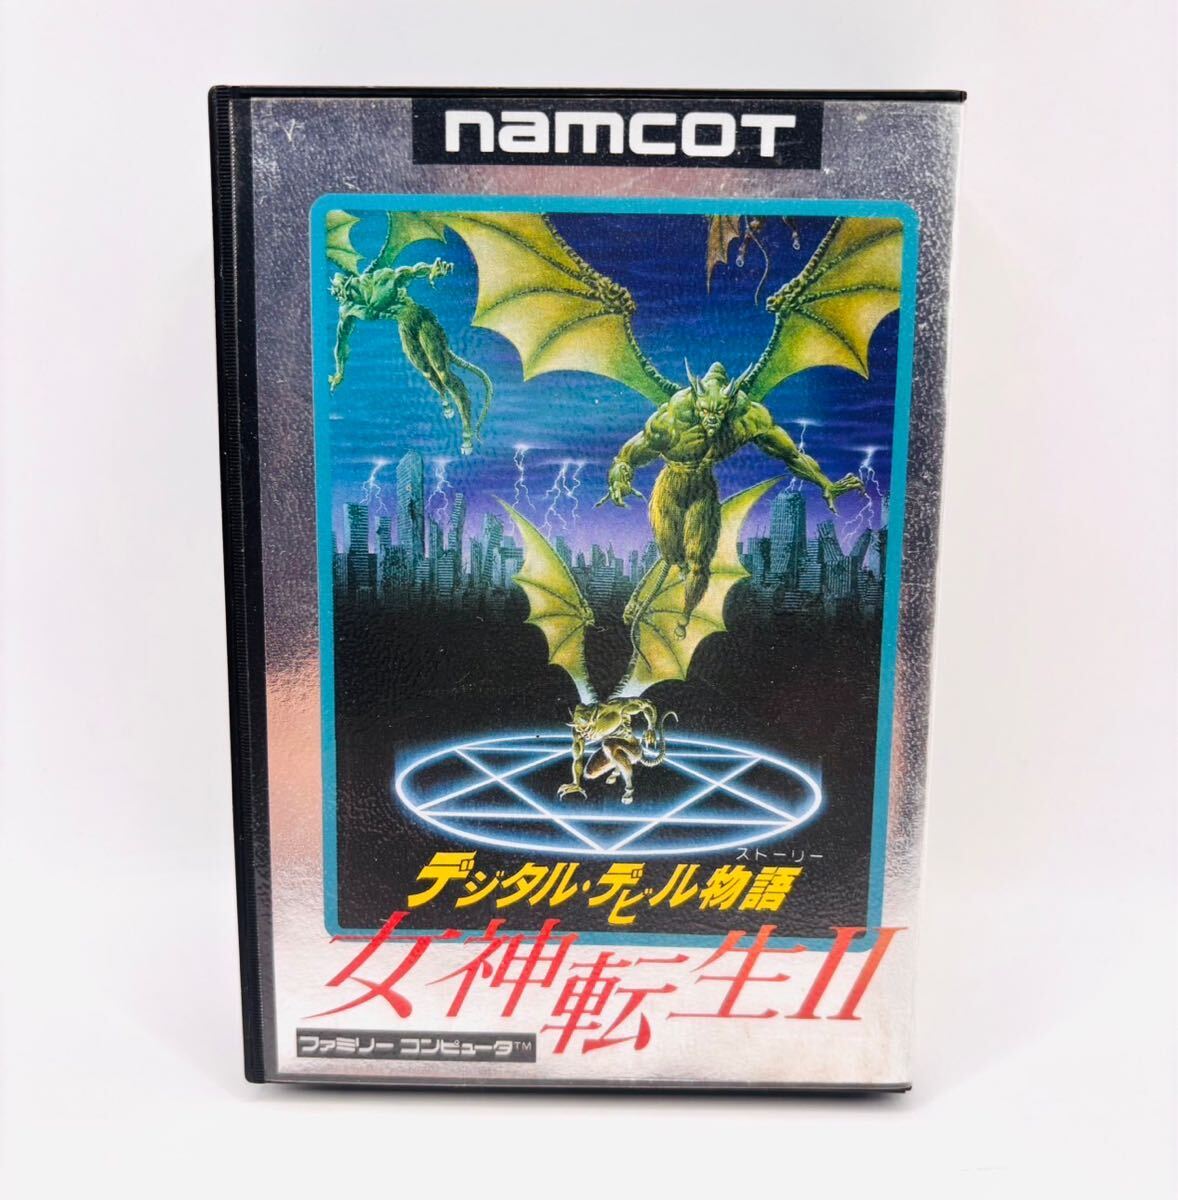 namcot
ストーリー
デジタル・デビル物語
女神転生II
ファミリー コンピュータ™